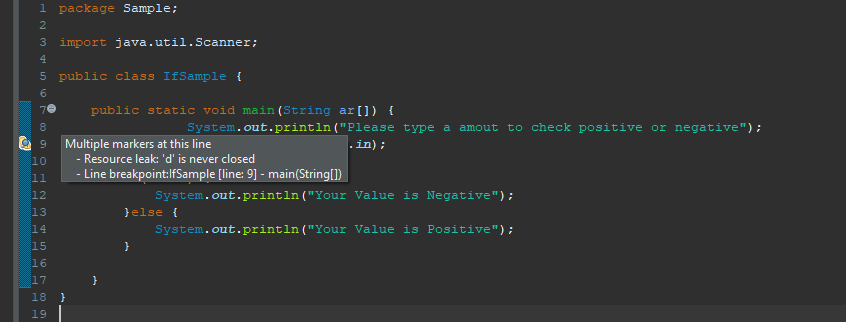 1 package Sample;
2
3 import java.util.Scanner;
4
5 public class IfSample {
6
7 public static void main(String ar[]) {
8 System.out.println("Please type a amout to check positive or negative");
9 .in);
Multiple markers at this line
- Resource leak: 'd' is never closed
- Line breakpoint:IfSample [line: 9] - main(String[])
10
11
12 System.out.println("Your Value is Negative");
13 }else {
14 System.out.println("Your Value is Positive");
15 }
16
17 }
18 }
19